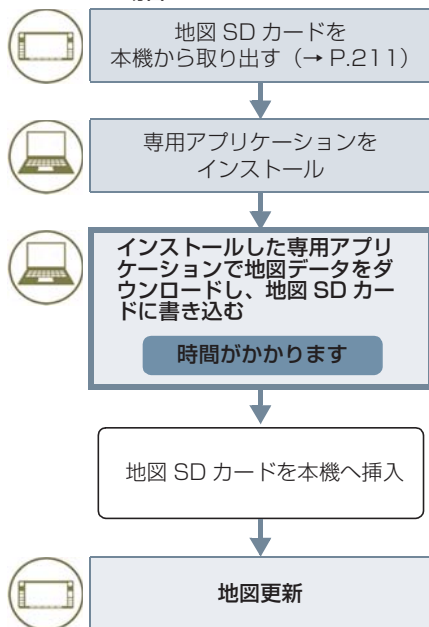 地図 SD カードを
本機から取り出す（→ P.211）
専用アプリケーションを
インストール
インストールした専用アプリ
ケーションで地図データをダ
ウンロードし、地図 SD カー
ドに書き込む
時間がかかります
地図 SD カードを本機へ挿入
地図更新